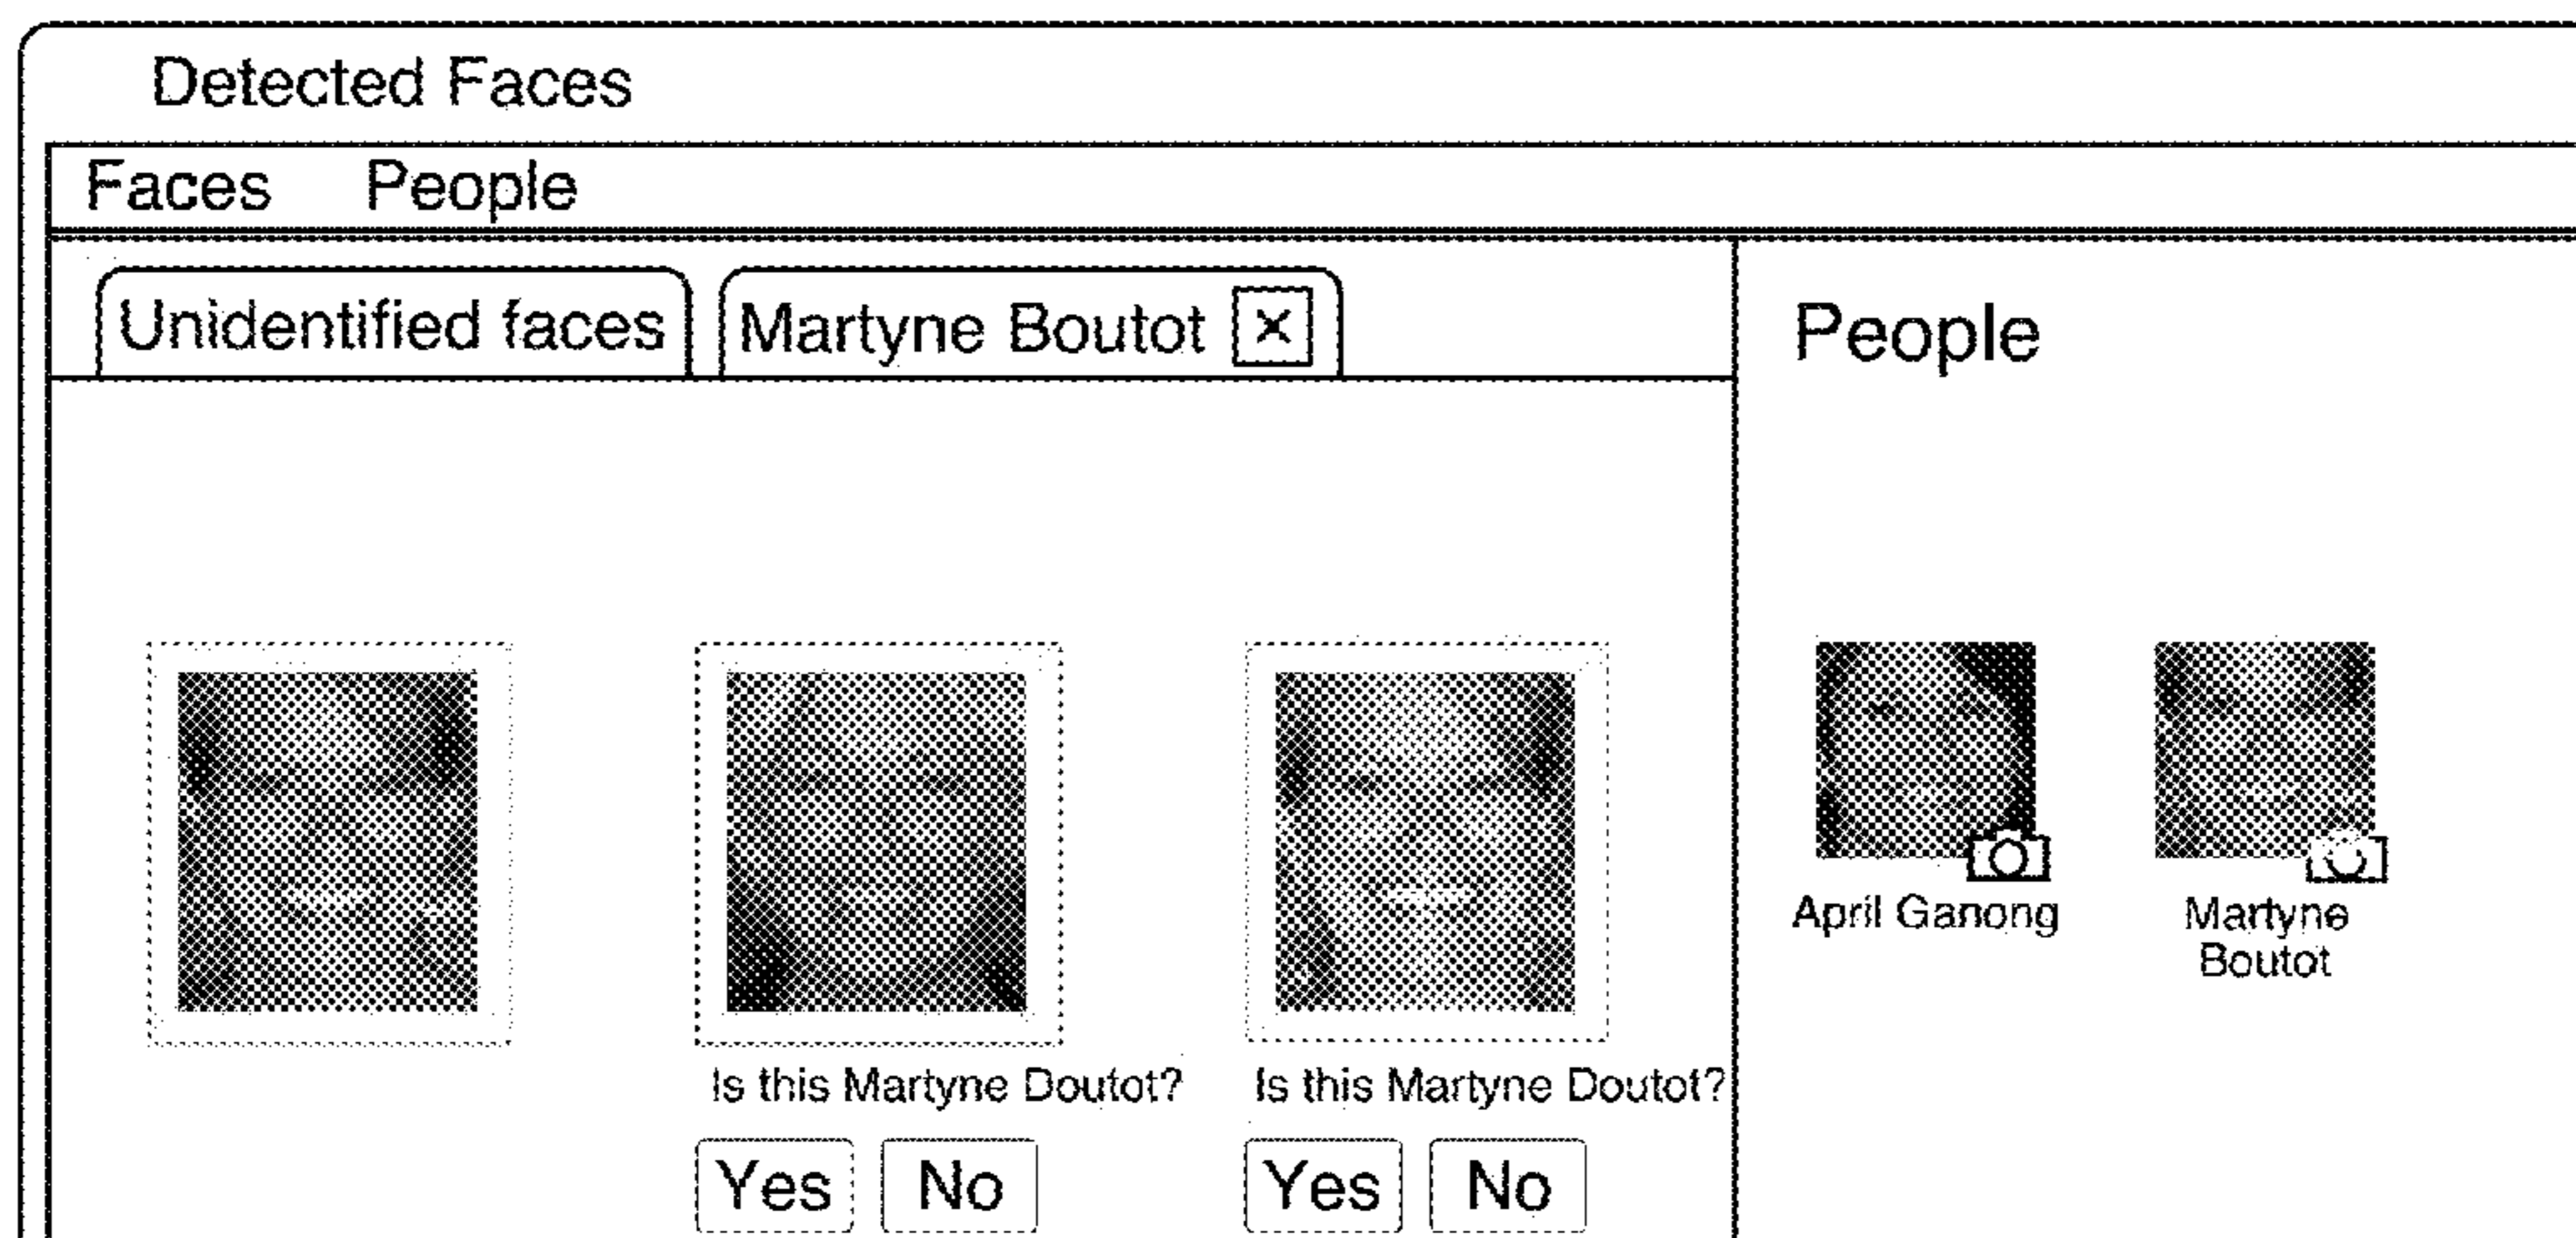 Detected Faces
Faces People
Unidentified faces Martyne Boutot x
People
April Ganong
Martyne
Boutot
Is this Martyne Doutot? Is this Martyne Doutot?
Yes No Yes No